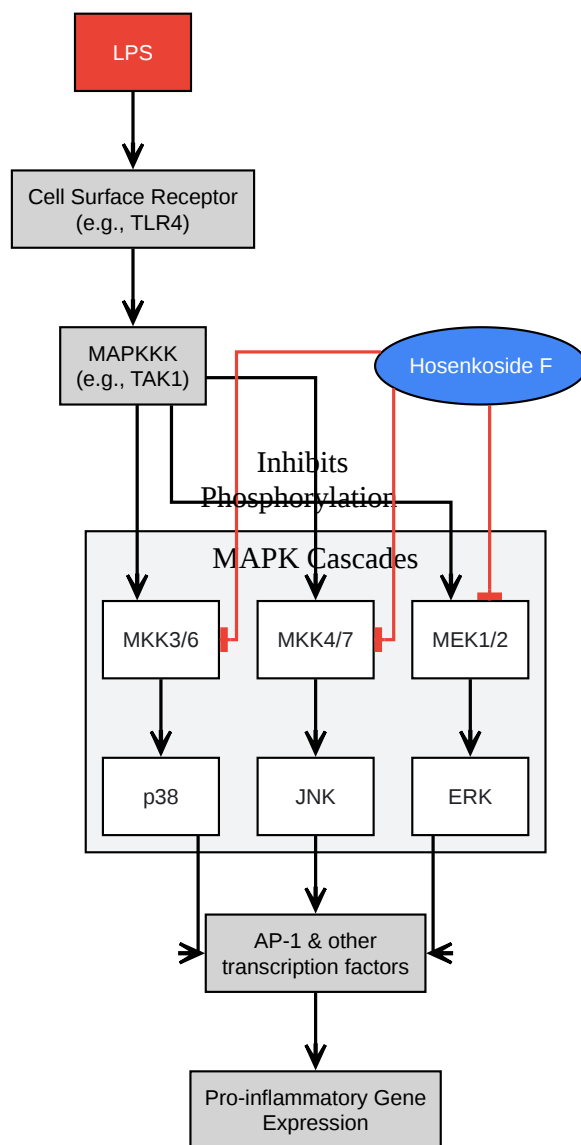 LPS
Cell Surface Receptor
(e.g., TLR4)
MAPKKK
(e.g., TAK1)
Hosenkoside F
Inhibits
Phosphorylation
MAPK Cascades
MKK3/6
MKK4/7
MEK1/2
p38
JNK
ERK
AP-1 & other
transcription factors
Pro-inflammatory Gene
Expression